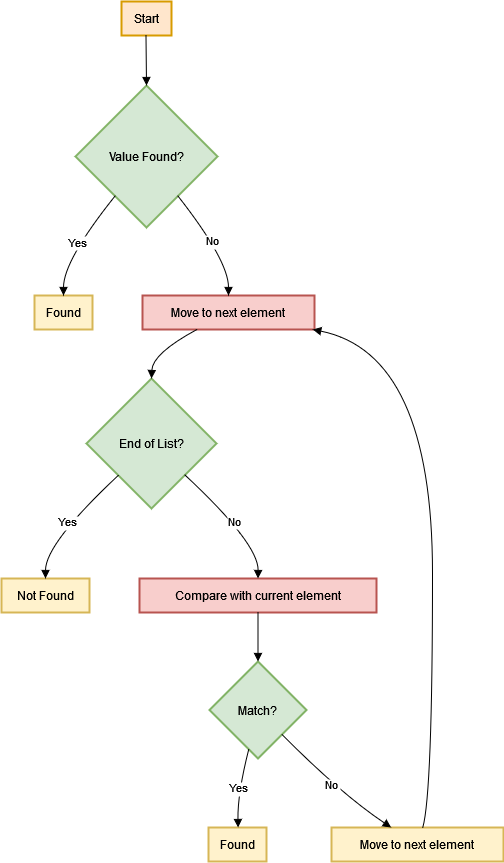 Start
Value Found?
Yes
No
Found
Move to next element
End of List?
Yes
No
Not Found
Compare with current element
Match?
Yes
No
Found
Move to next element